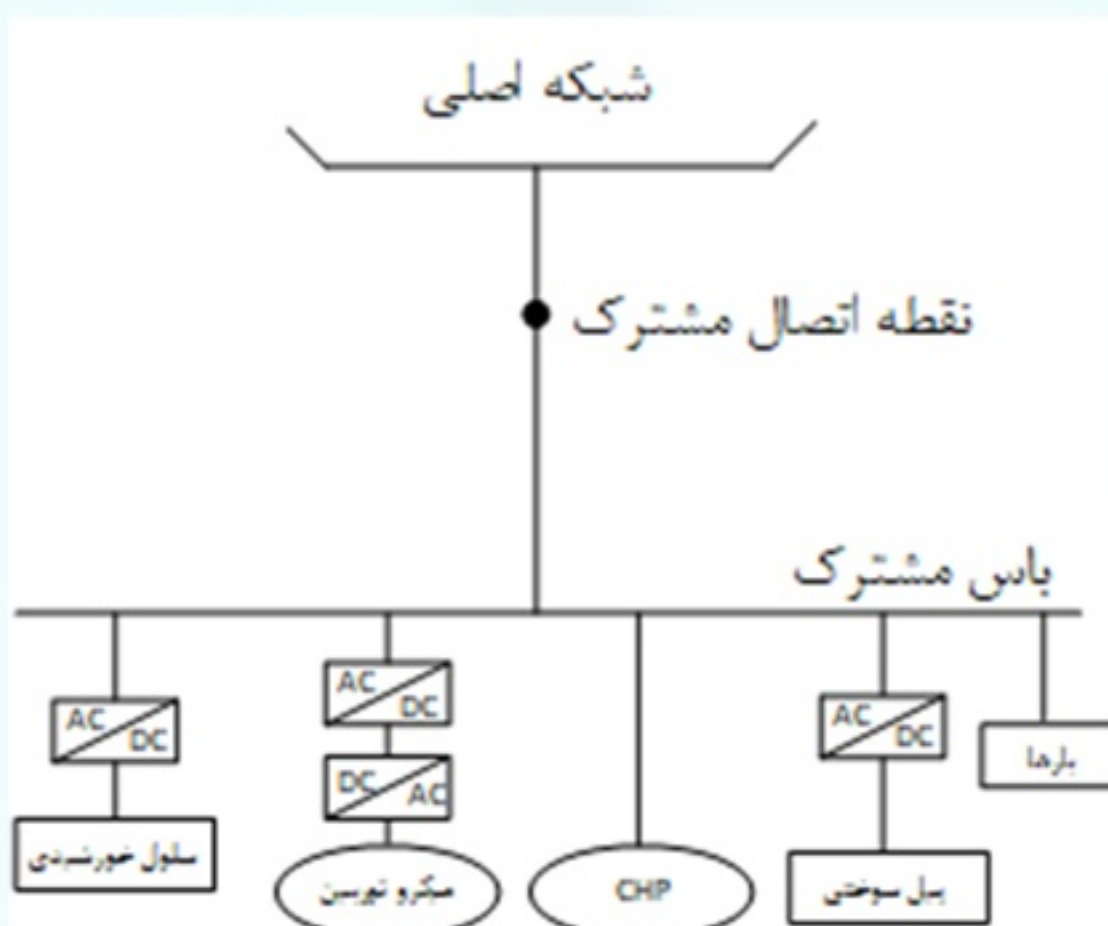 شبکه اصلی
نقطه اتصال مشترک
باس مشترک
AC
DC
AC
DC
DC
AC
AC
DC
سلول خورشیدی
میکرو توربین
CHP
پیل سوختی
بارها